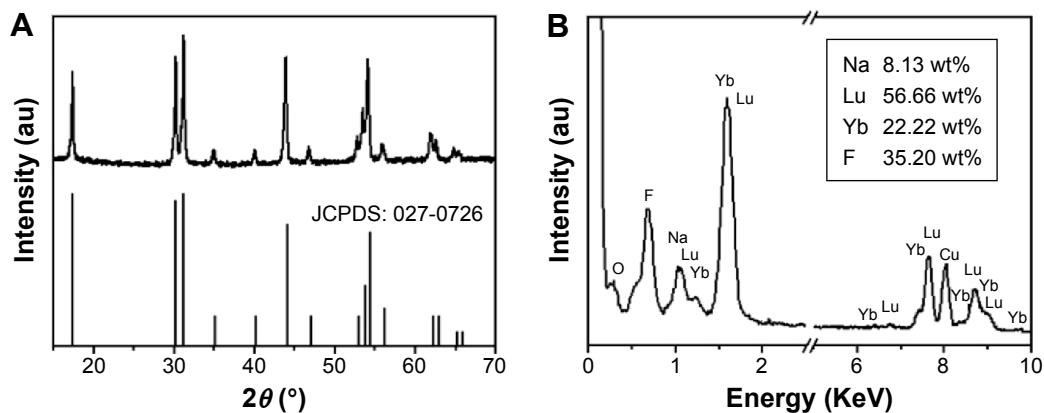 A
Intensity (au)
JCPDS: 027-0726
20 30 40 50 60 70
2θ (°)
B
Intensity (au)
Na 8.13 wt%
Lu 56.66 wt%
Yb 22.22 wt%
F 35.20 wt%
O
F
Na
Lu
Yb
Yb
Lu
Yb
Lu
Yb
Lu
Cu
Yb
Lu
Yb
Lu
Yb
0 2 6 8 10
Energy (KeV)